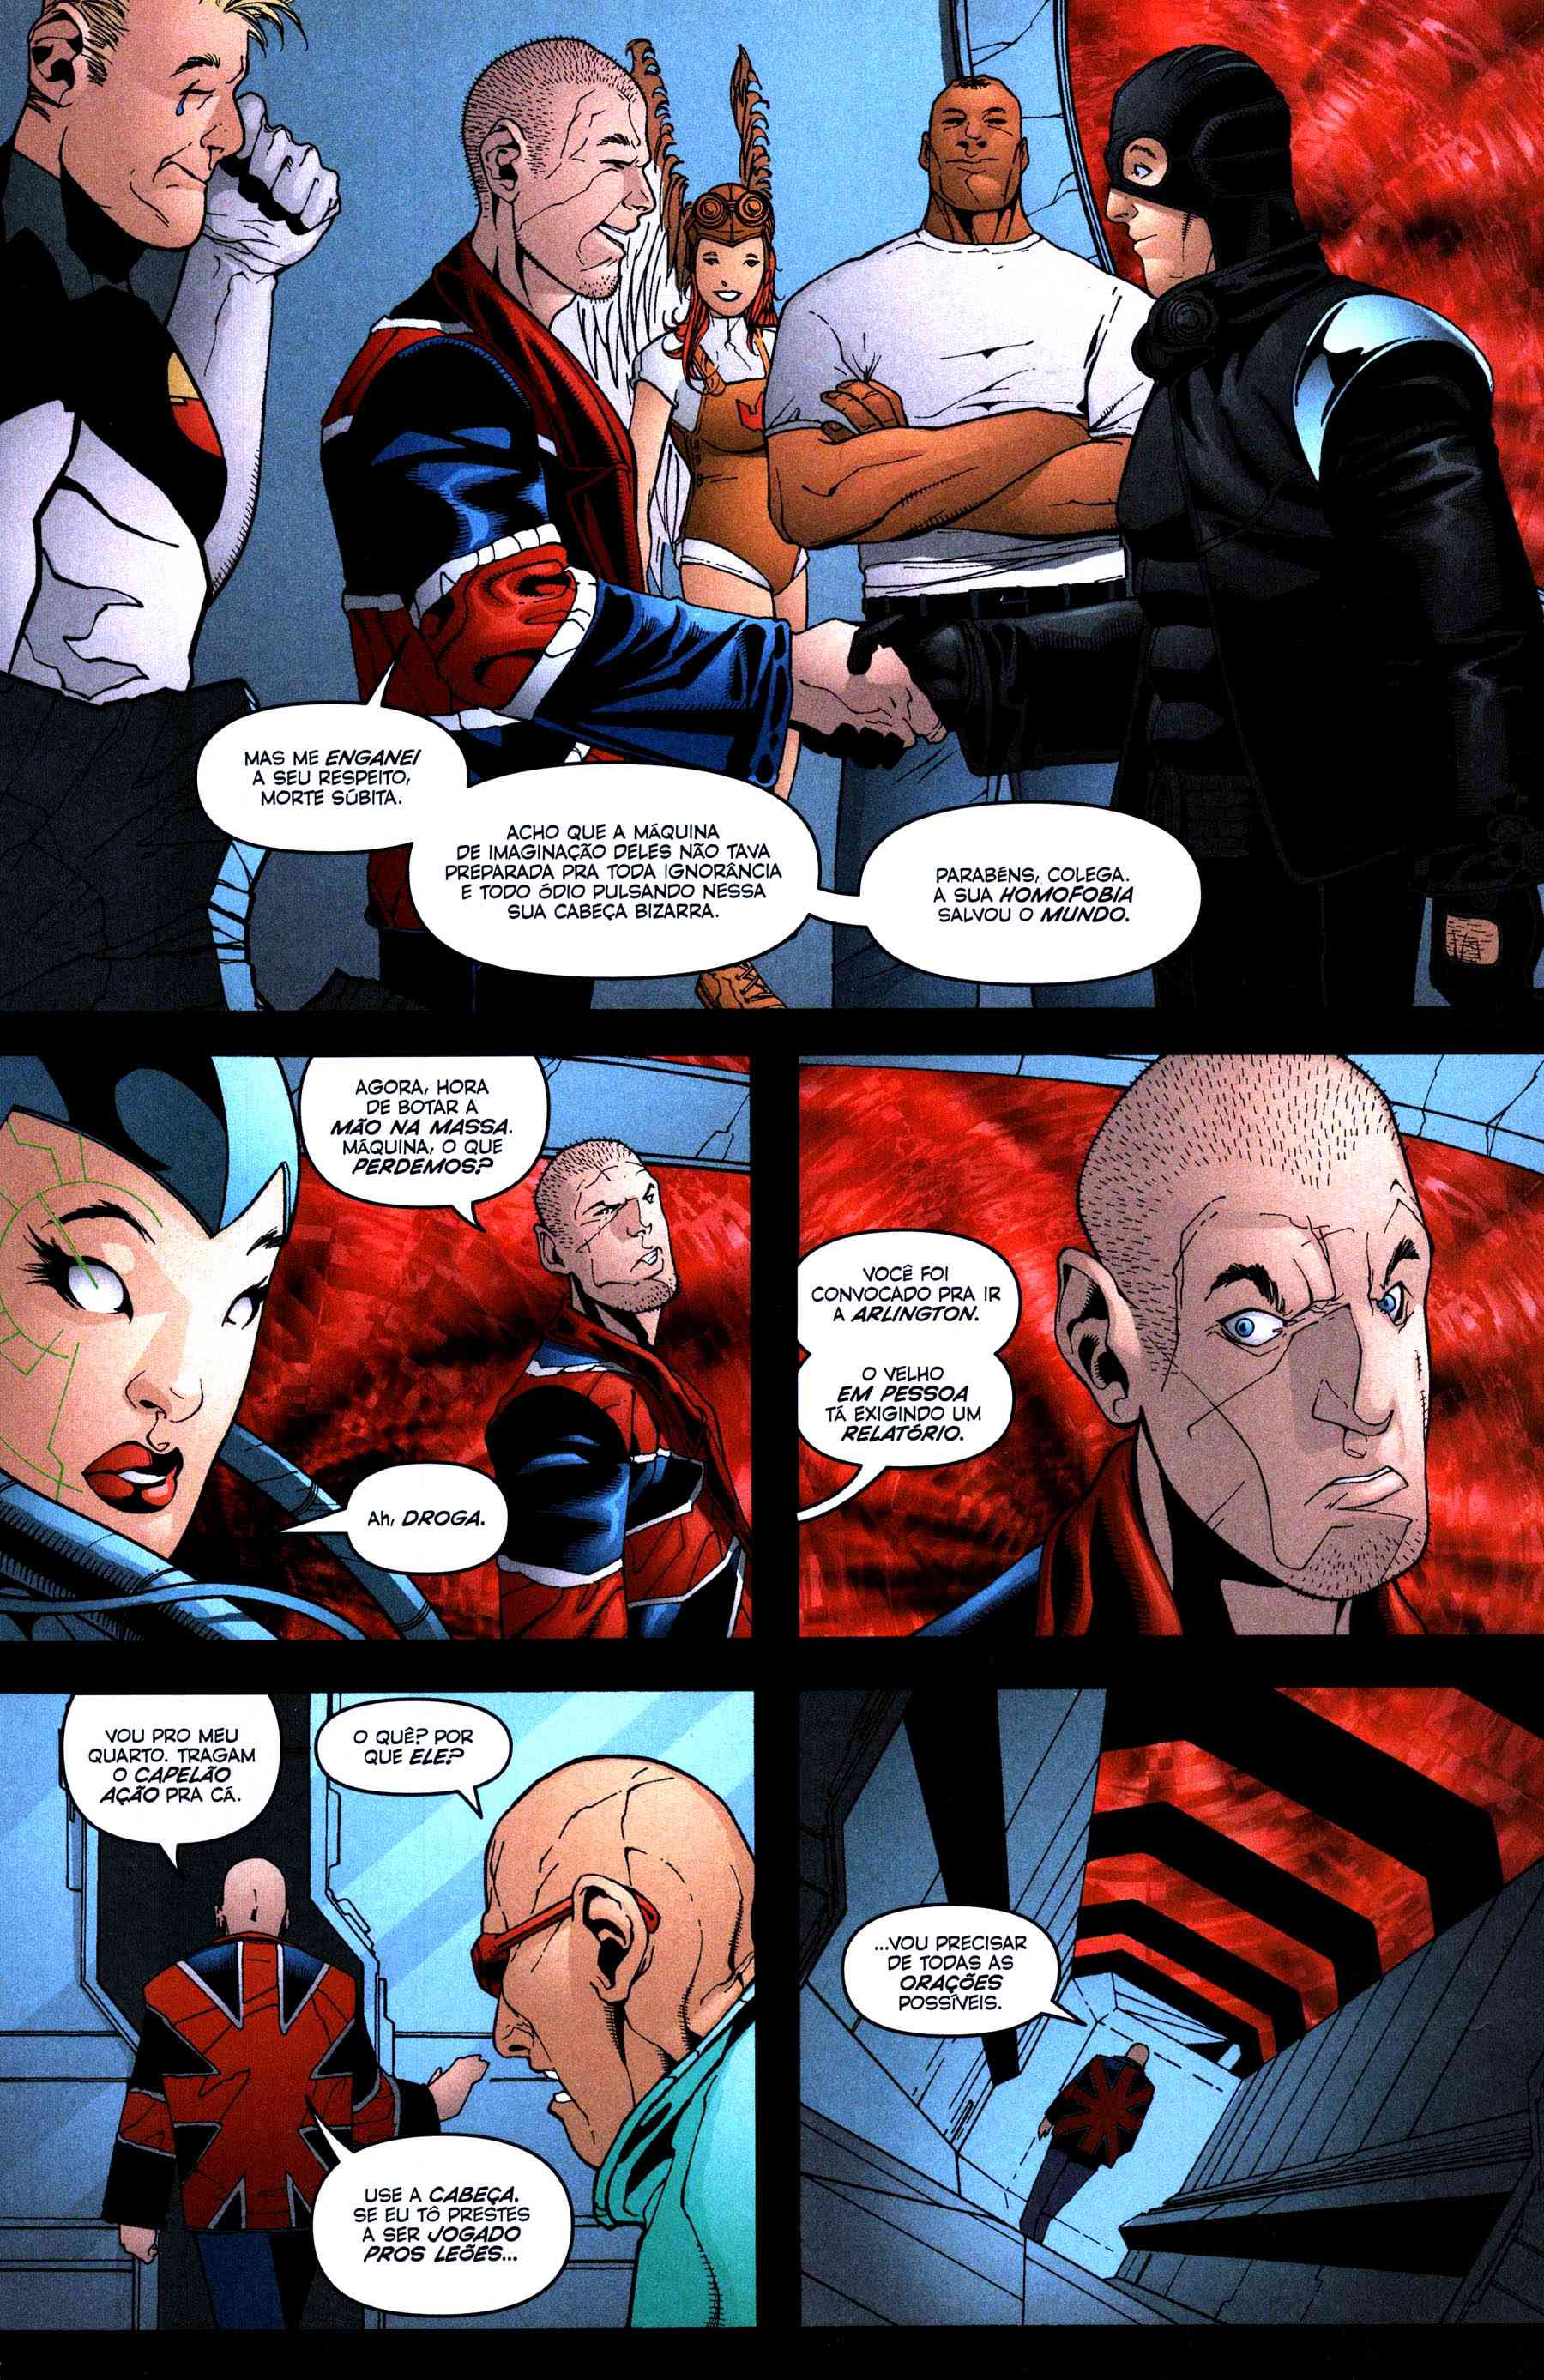 MAS ME ENGANEI
A SEU RESPEITO,
MORTE SÚBITA.
ACHO QUE A MÁQUINA
DE IMAGINAÇÃO DELES NÃO TAVA
PREPARADA PRA TODA IGNORÂNCIA
E TODO ÓDIO PULSANDO NESSA
SUA CABEÇA BIZARRA.
PARABÉNS, COLEGA.
A SUA HOMOFOBIA
SALVOU O MUNDO.
AGORA, HORA
DE BOTAR A
MÃO NA MASSA.
MÁQUINA, O QUE
PERDEMOS?
AH, DROGA.
VOCÊ FOI
CONVOCADO PRA IR
A ARLINGTON.
O VELHO
EM PESSOA
TÁ EXIGINDO UM
RELATÓRIO.
VOU PRO MEU
QUARTO. TRAGAM
O CAPELÃO
AÇÃO PRA CÁ.
O QUÊ? POR
QUE ELE?
USE A CABEÇA.
SE EU TÔ PRESTES
A SER JOGADO
PROS LEÕES...
...VOU PRECISAR
DE TODAS AS
ORAÇÕES
POSSÍVEIS.